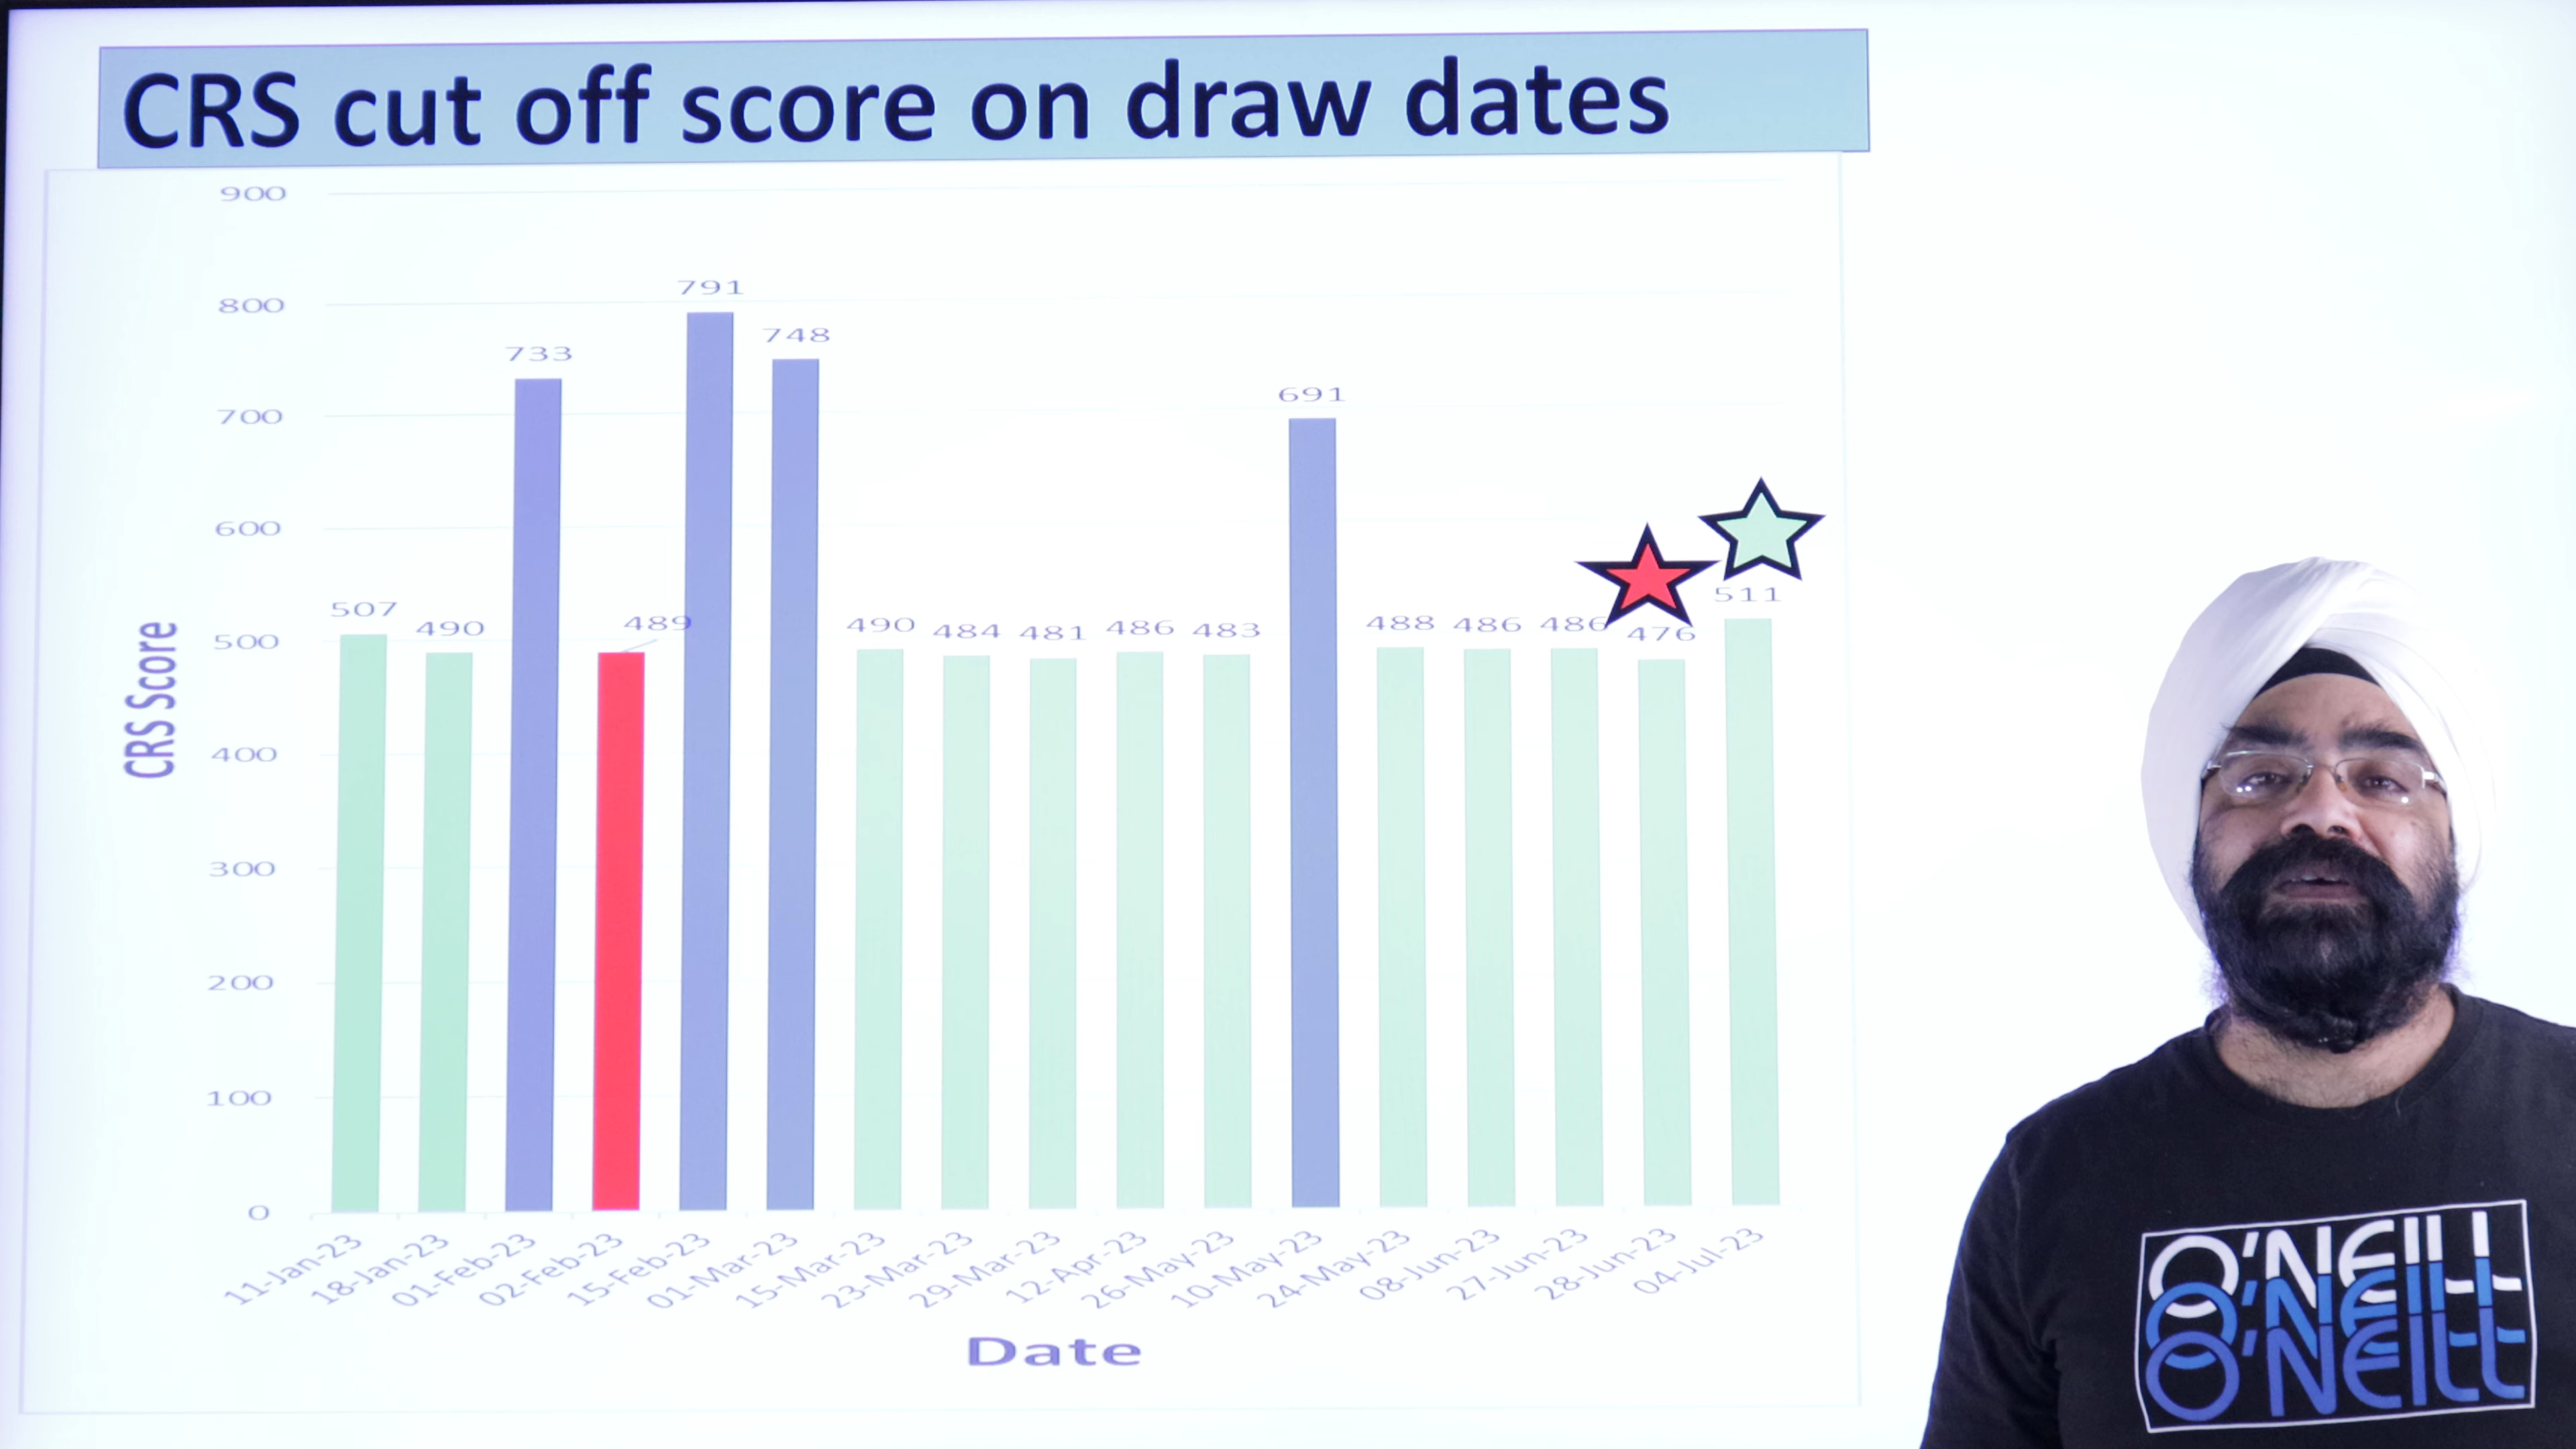 CRS cut off score on draw dates
900
800
700
600
500
400
300
200
100
0
CRS Score
507
490
733
489
791
748
490
484
481
486
483
691
488
486
486
476
511
11-Jan-23
18-Jan-23
01-Feb-23
02-Feb-23
15-Feb-23
01-Mar-23
15-Mar-23
23-Mar-23
29-Mar-23
12-Apr-23
26-May-23
10-May-23
24-May-23
08-Jun-23
27-Jun-23
28-Jun-23
04-Jul-23
Date
O'NEILL
O'NEILL
O'NEILL